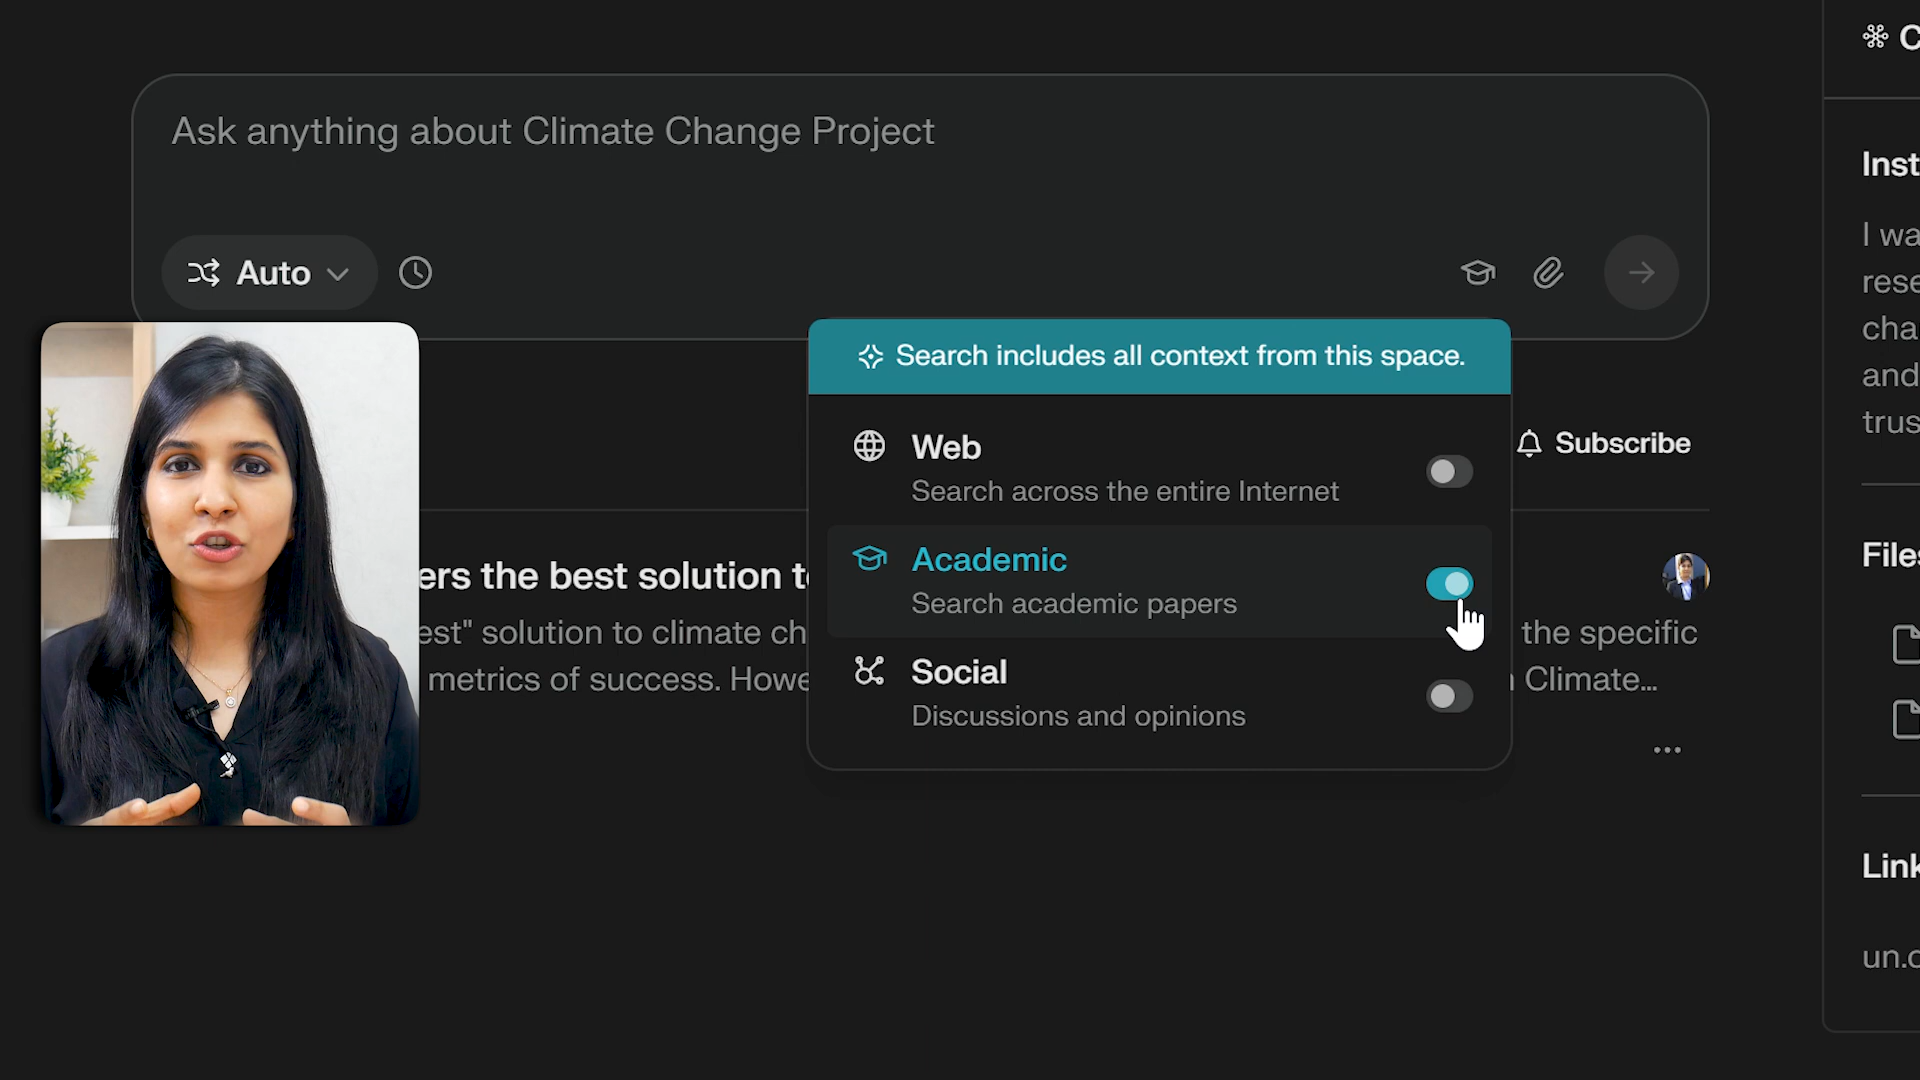 Ask anything about Climate Change Project
Auto
Search includes all context from this space.
Web
Search across the entire Internet
Academic
Search academic papers
Social
Discussions and opinions
Subscribe
ers the best solution t
est" solution to climate ch
the specific
metrics of success. Howe
Climate...
...
C
Inst
I wa
rese
cha
and
trus
Files
Link
un.o